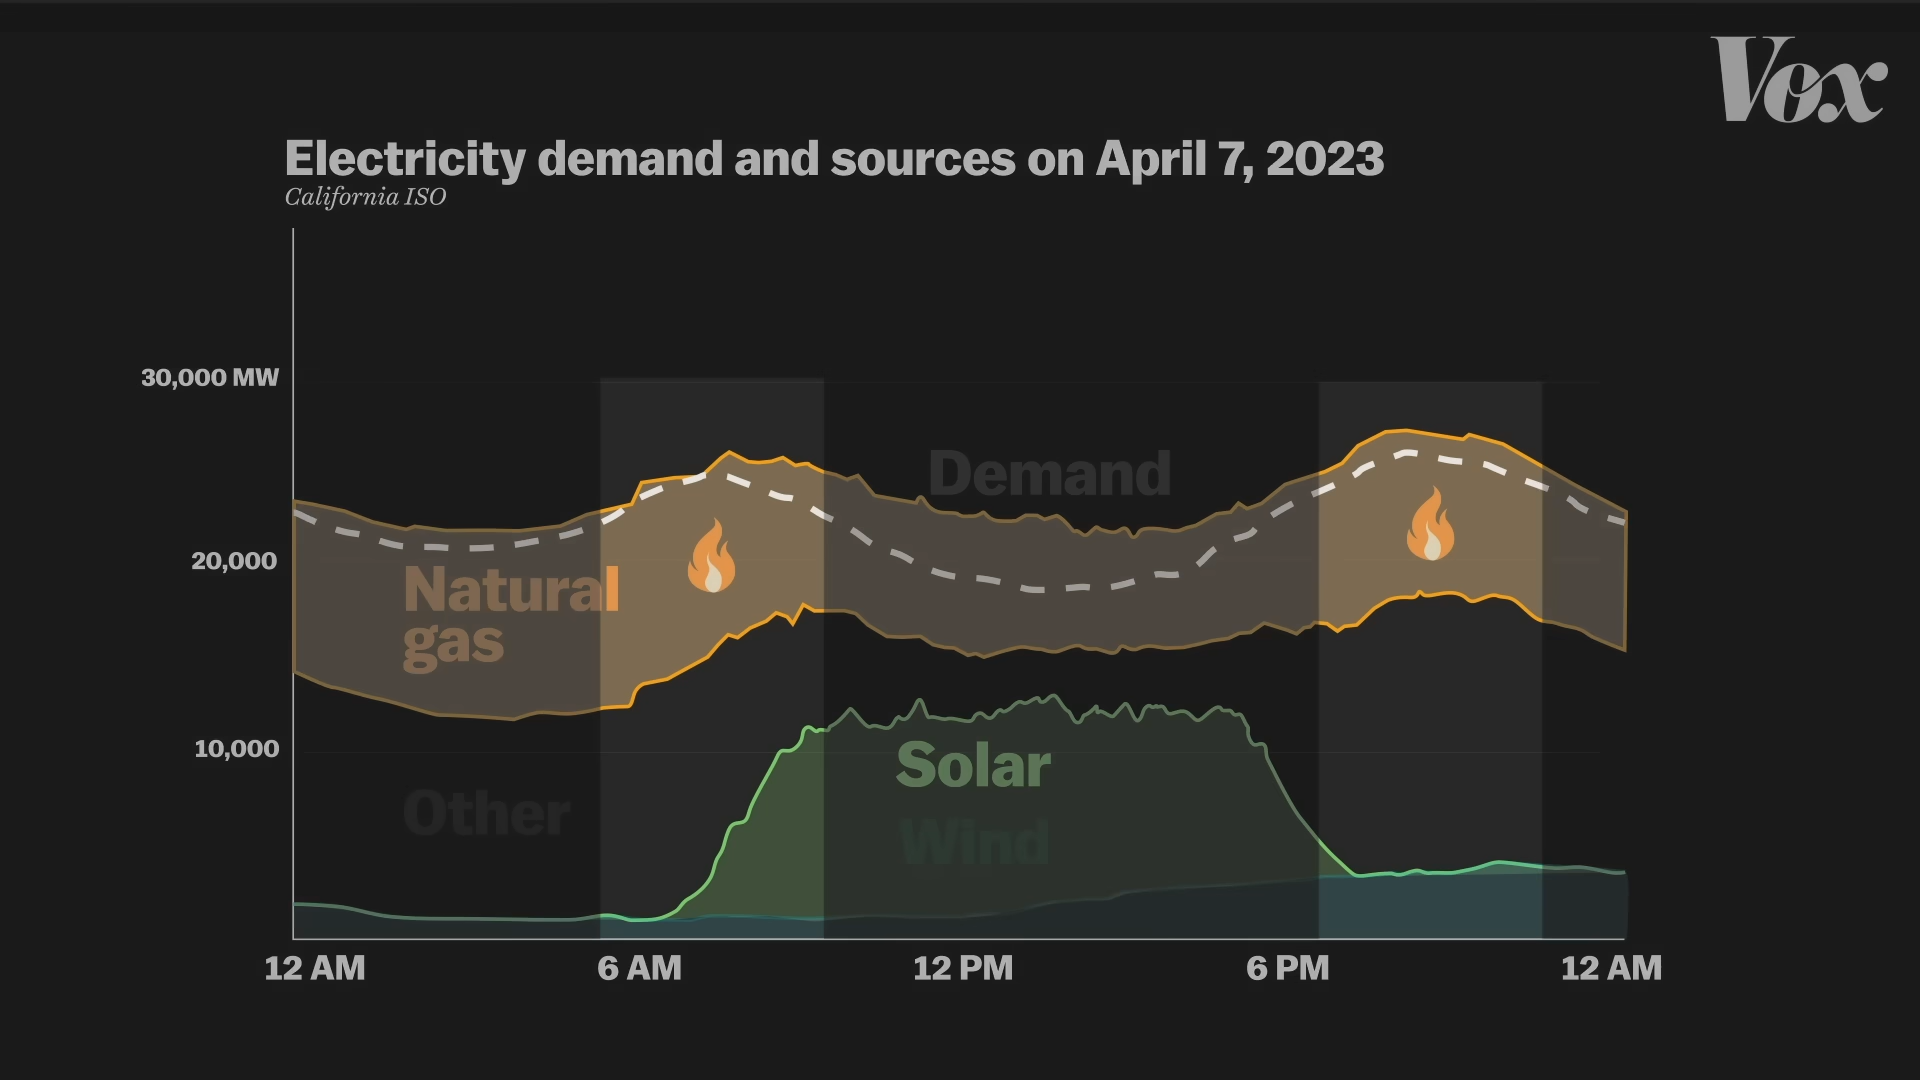 Vox
Electricity demand and sources on April 7, 2023
California ISO
30,000 MW
Demand
20,000
Natural
gas
10,000
Solar
Other
Wind
12 AM
6 AM
12 PM
6 PM
12 AM